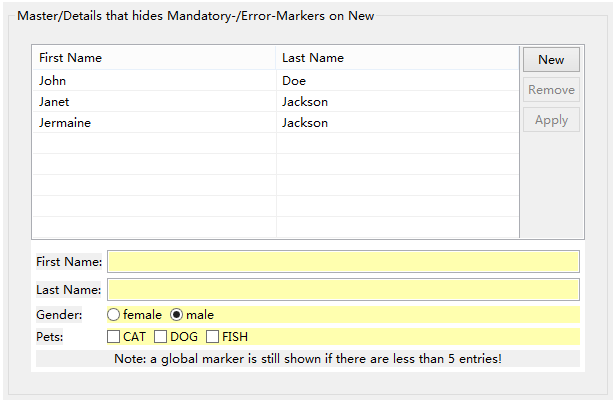 Master/Details that hides Mandatory-/Error-Markers on New
First Name Last Name New
John Doe
Remove
Janet Jackson
Jermaine Jackson Apply
First Name:
Last Name:
Gender: female male
Pets: CAT DOG FISH
Note: a global marker is still shown if there are less than 5 entries!